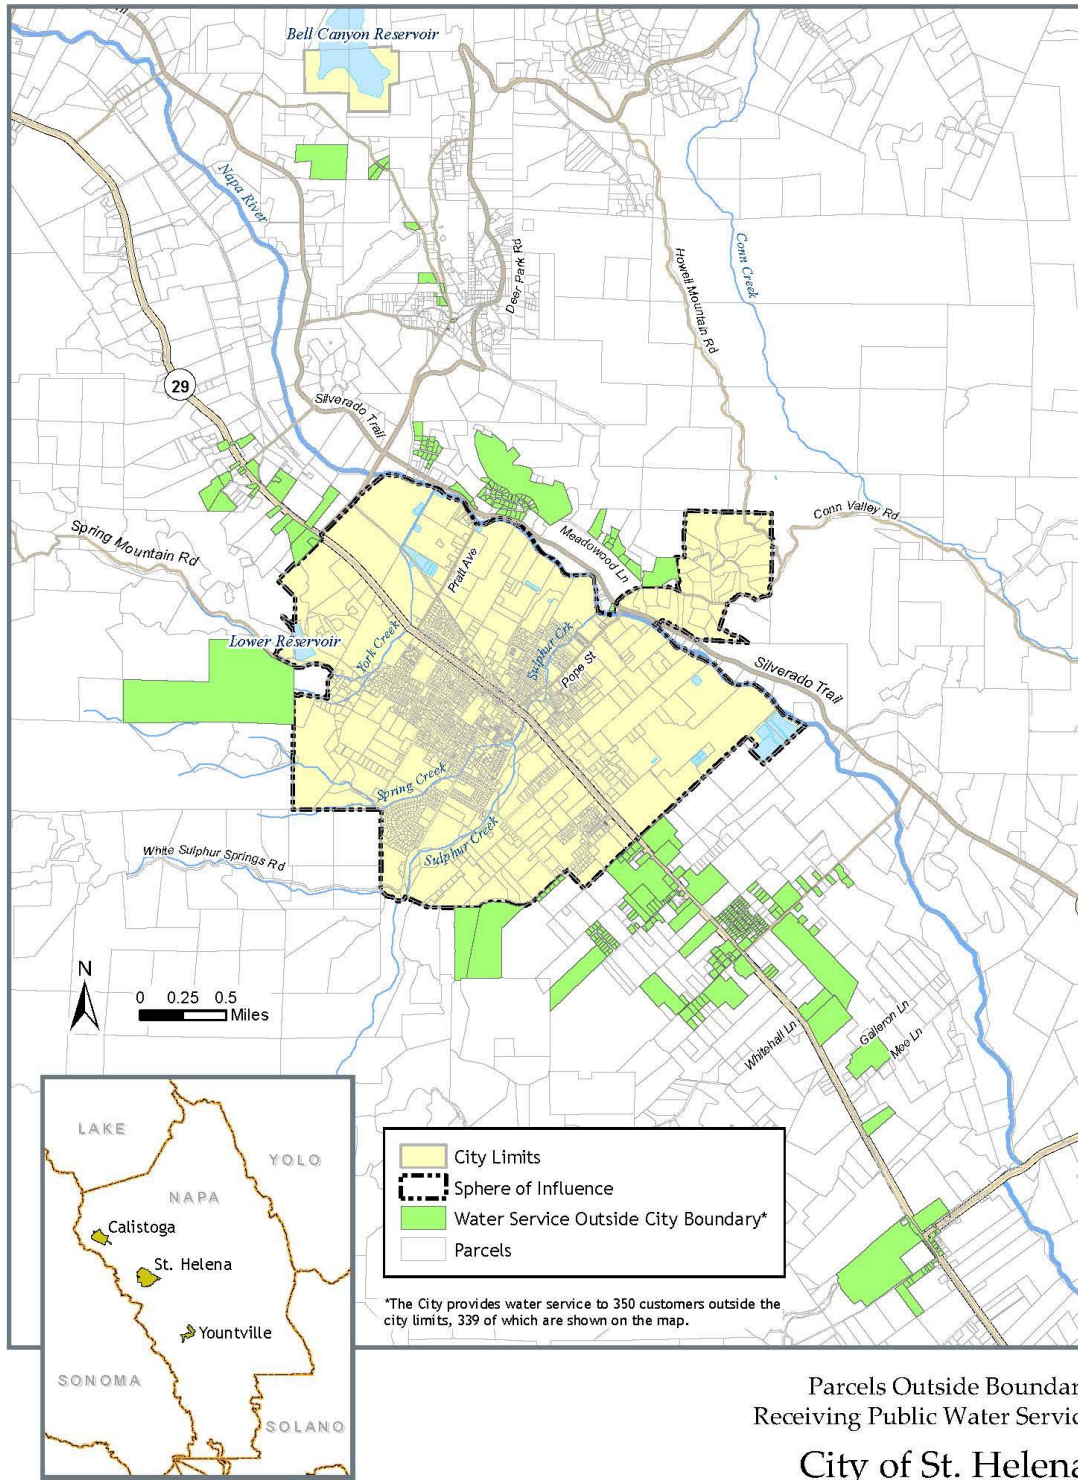 Bell Canyon Reservoir
Napa River
Deer Park Rd
Howell Mountain Rd
Conn Creek
29
Silverado Trail
Conn Valley Rd
Spring Mountain Rd
Meadowood Ln
Pratt Ave
Lower Reservoir
York Creek
Sulphur Crk
Pope St
Silverado Trail
Spring Creek
Sulphur Creek
White Sulphur Springs Rd
N
0 0.25 0.5
Miles
Whitehall Ln
Galleron Ln
Mee Ln
LAKE
YOLO
NAPA
Calistoga
St. Helena
Yountville
SONOMA
SOLANO
City Limits
Sphere of Influence
Water Service Outside City Boundary*
Parcels
*The City provides water service to 350 customers outside the
city limits, 339 of which are shown on the map.
Parcels Outside Boundar
Receiving Public Water Servic
City of St. Helena